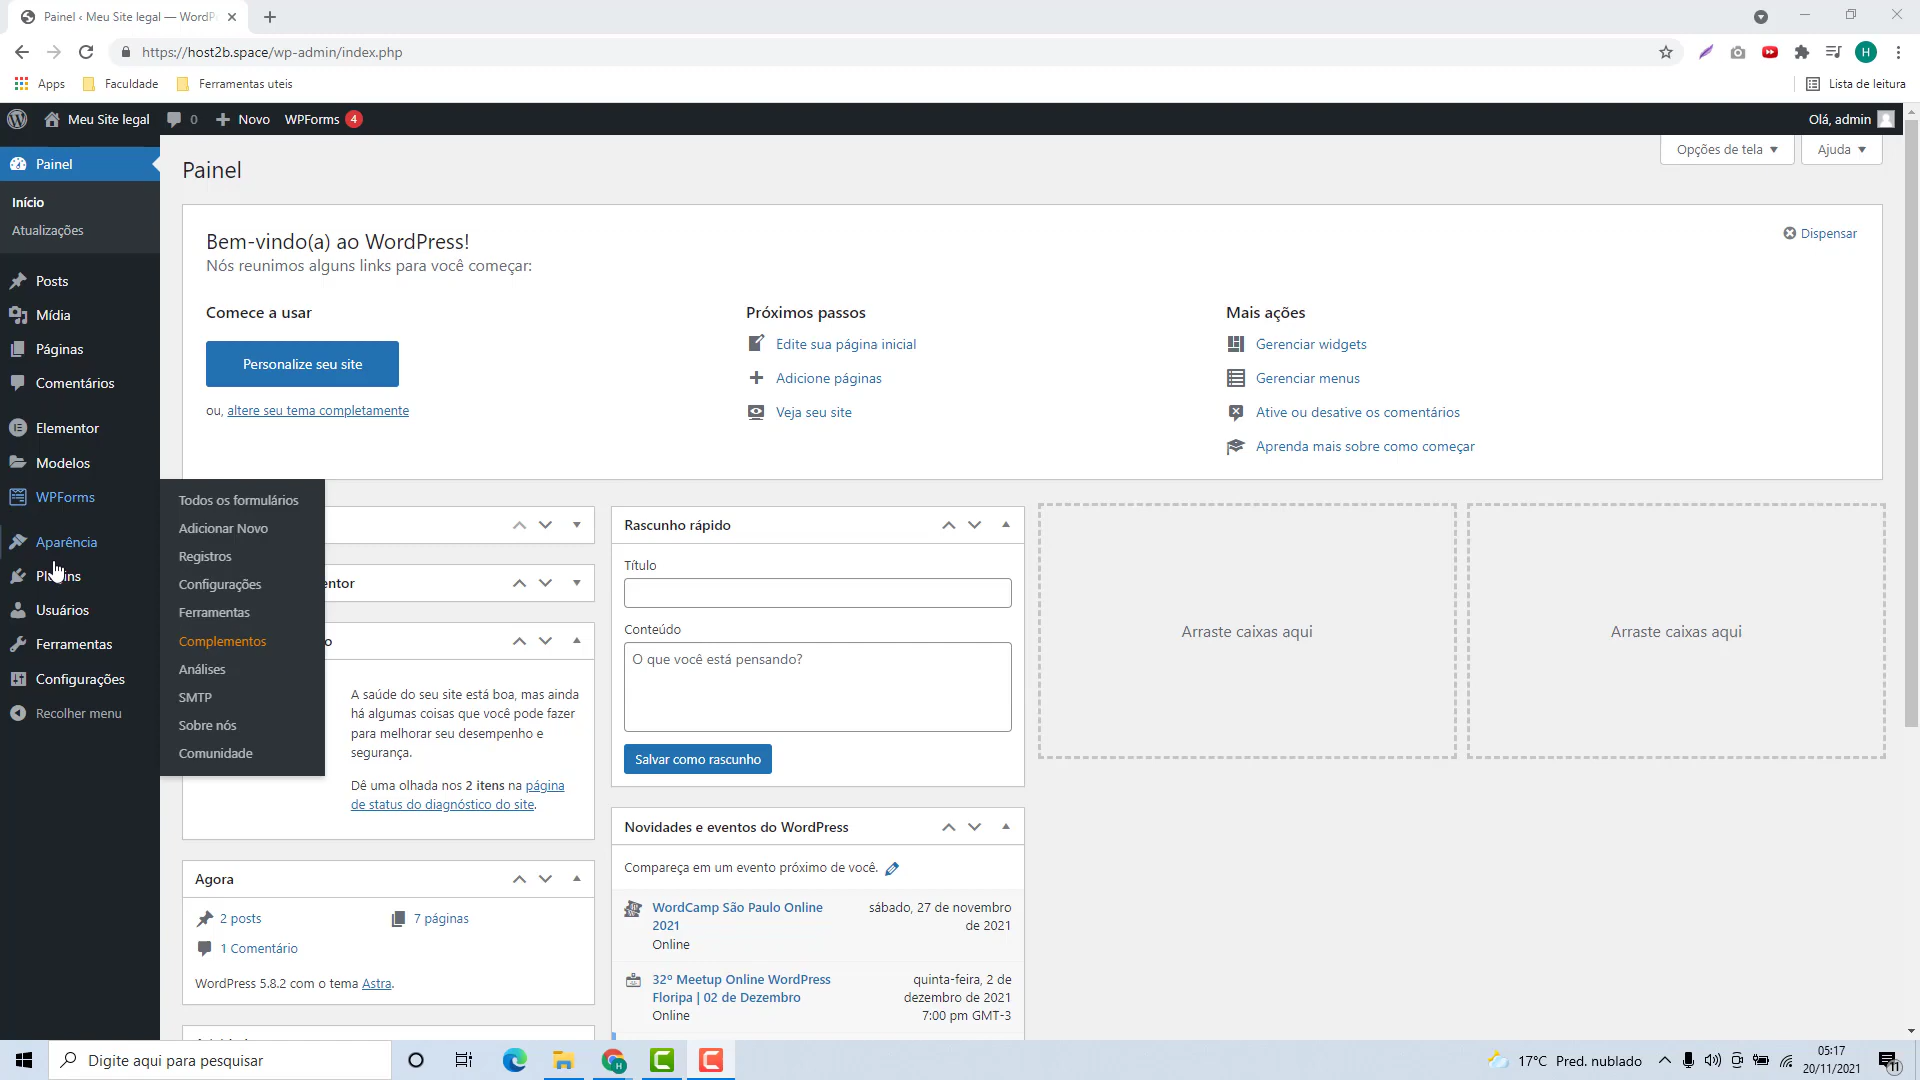 Painel ‹ Meu Site legal — WordP
https://host2b.space/wp-admin/index.php
H
Apps
Faculdade
Ferramentas uteis
Lista de leitura
Meu Site legal
0
Novo
WPForms 4
Olá, admin
Painel
Início
Atualizações
Posts
Mídia
Páginas
Comentários
Elementor
Modelos
WPForms
Aparência
Plugins
Usuários
Ferramentas
Configurações
Recolher menu
Todos os formulários
Adicionar Novo
Registros
Configurações
Ferramentas
Complementos
Análises
SMTP
Sobre nós
Comunidade
Painel
Opções de tela
Ajuda
Bem-vindo(a) ao WordPress!
Nós reunimos alguns links para você começar:
Dispensar
Comece a usar
Personalize seu site
ou, altere seu tema completamente
Próximos passos
Edite sua página inicial
Adicione páginas
Veja seu site
Mais ações
Gerenciar widgets
Gerenciar menus
Ative ou desative os comentários
Aprenda mais sobre como começar
entor
o
A saúde do seu site está boa, mas ainda
há algumas coisas que você pode fazer
para melhorar seu desempenho e
segurança.
Dê uma olhada nos 2 itens na página
de status do diagnóstico do site.
Agora
2 posts
7 páginas
1 Comentário
WordPress 5.8.2 com o tema Astra.
Rascunho rápido
Título
Conteúdo
O que você está pensando?
Salvar como rascunho
Novidades e eventos do WordPress
Compareça em um evento próximo de você.
WordCamp São Paulo Online
2021
Online
sábado, 27 de novembro
de 2021
32º Meetup Online WordPress
Floripa | 02 de Dezembro
Online
quinta-feira, 2 de
dezembro de 2021
7:00 pm GMT-3
Arraste caixas aqui
Arraste caixas aqui
Digite aqui para pesquisar
17°C Pred. nublado
05:17
20/11/2021
11